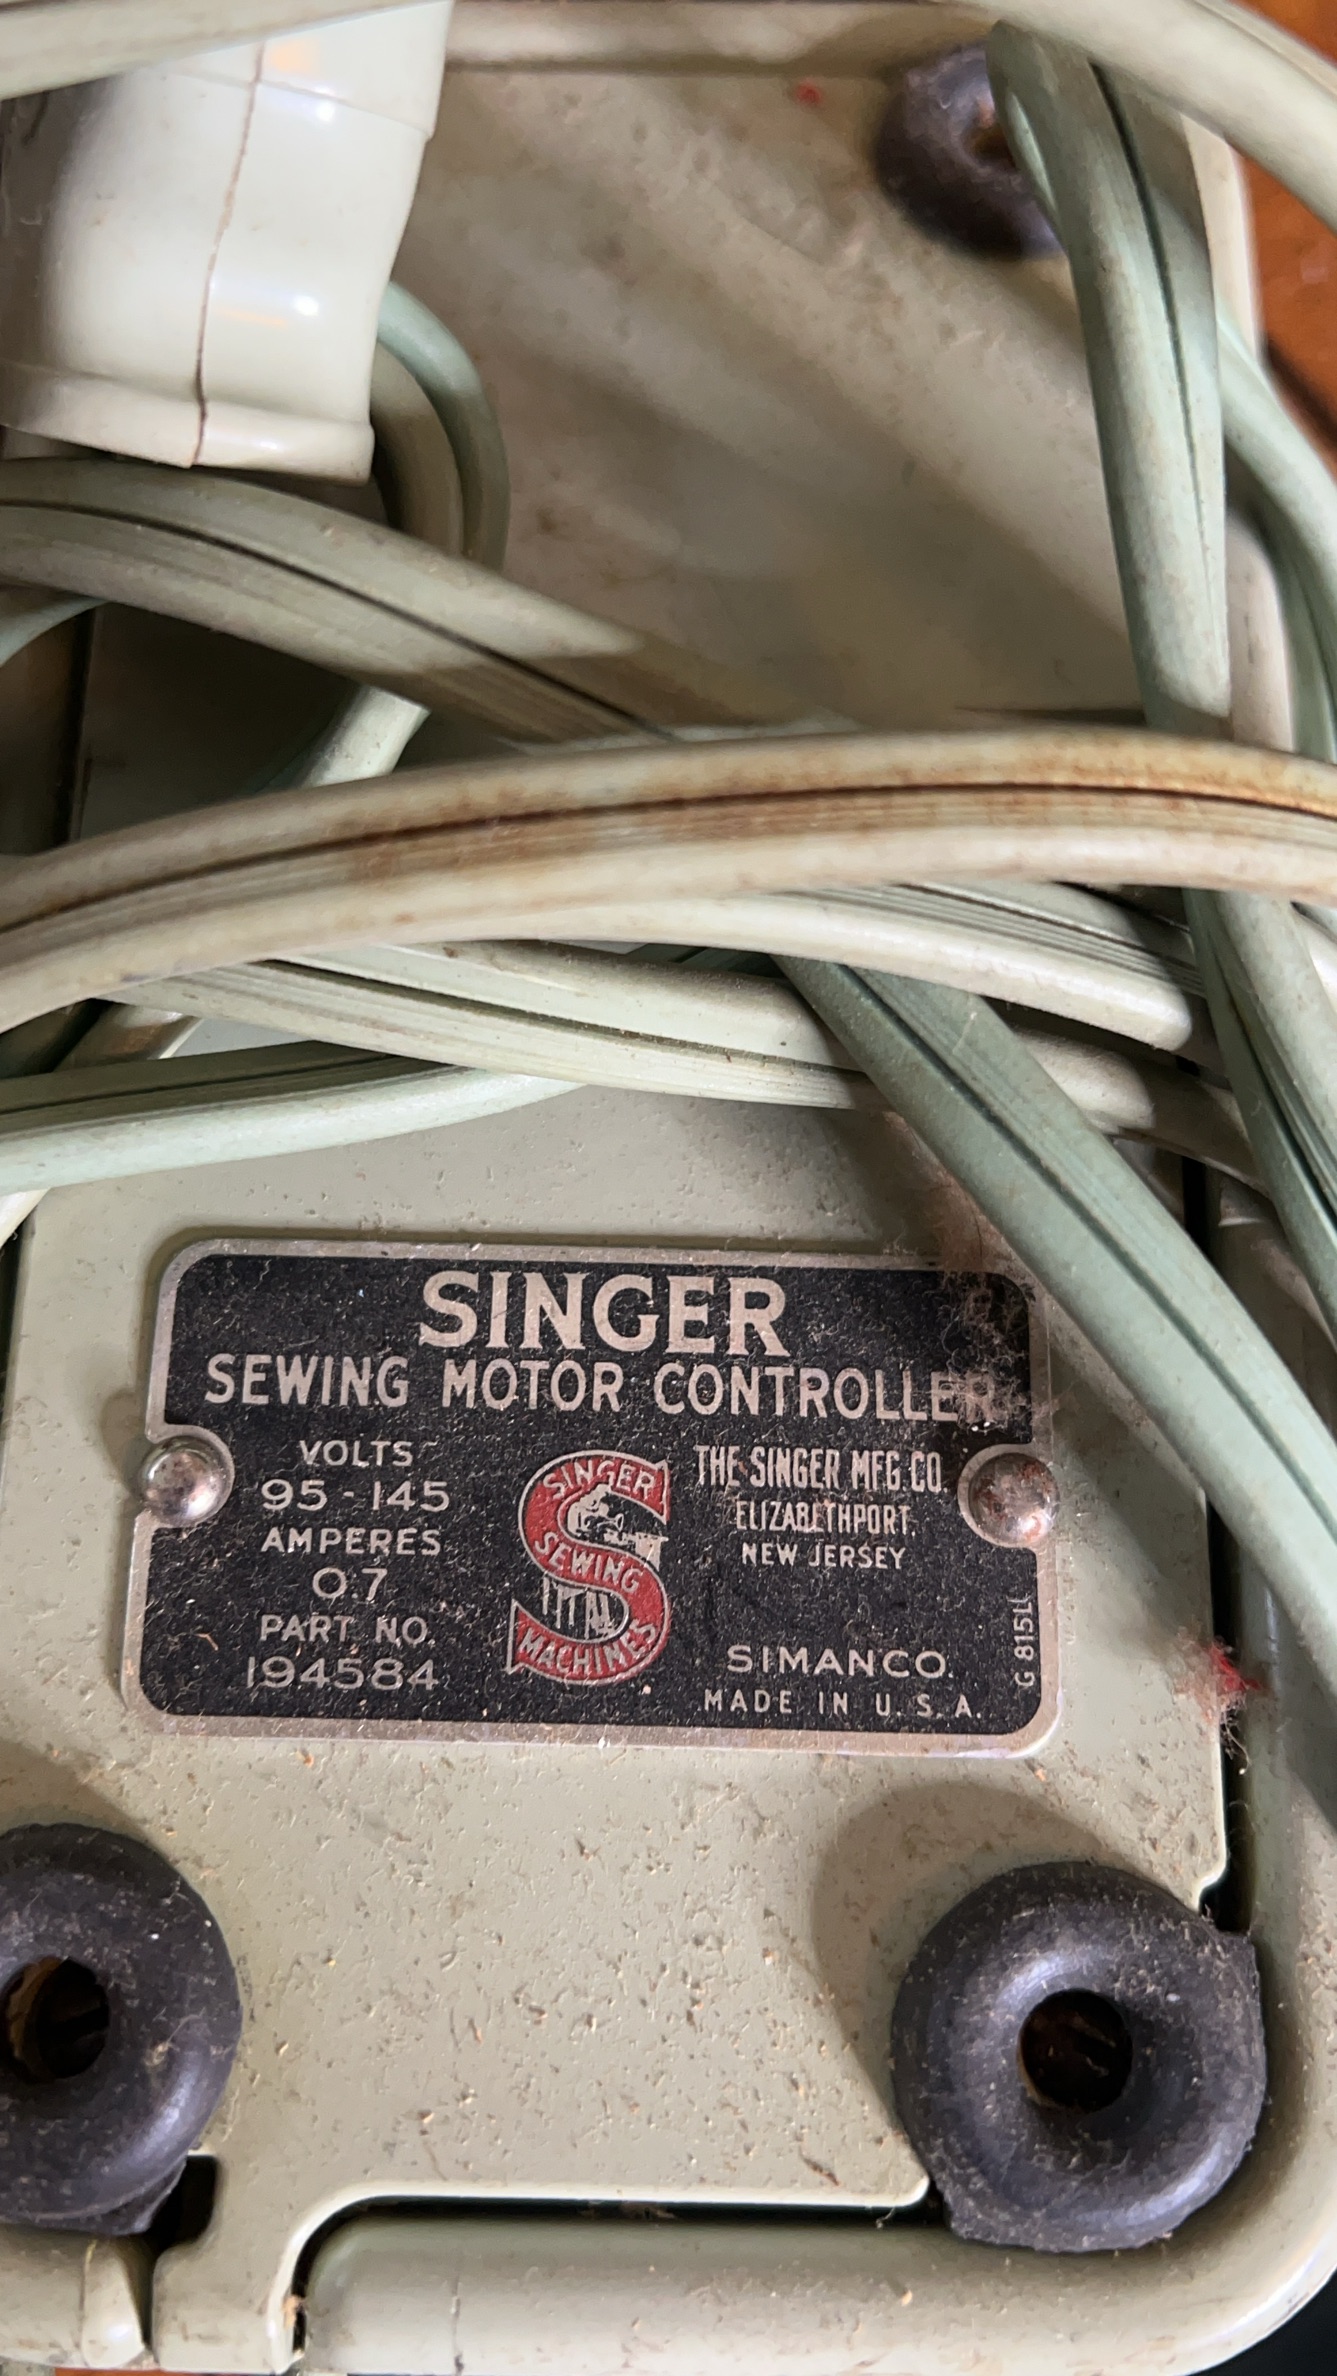 SINGER
SEWING MOTOR CONTROLLER
VOLTS
95-145
AMPERES
0.7
PART NO.
194584
SINGER
SEWING
MACHINES
THE SINGER MFG. CO.
ELIZABETHPORT,
NEW JERSEY
SIMANCO.
MADE IN U.S.A.
G 815LI